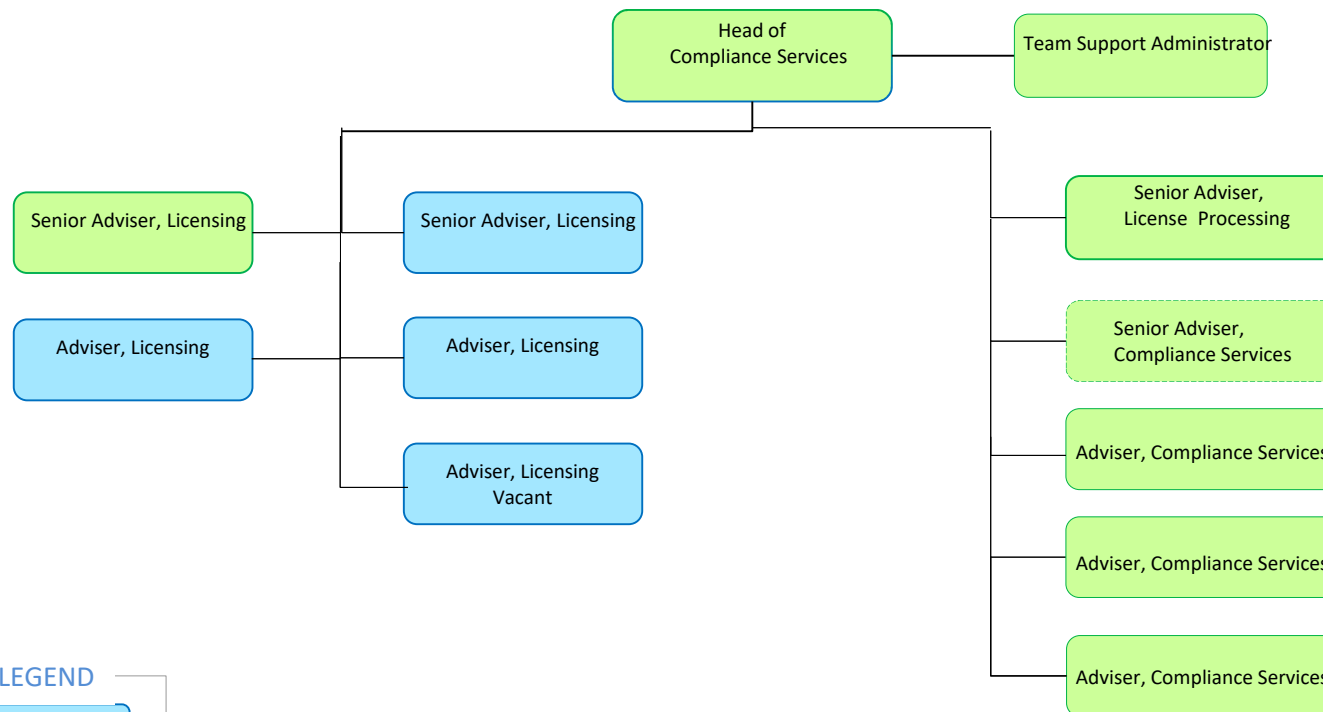 Head of
Compliance Services
Team Support Administrator
Senior Adviser, Licensing
Senior Adviser, Licensing
Senior Adviser,
License Processing
Adviser, Licensing
Adviser, Licensing
Senior Adviser,
Compliance Services
Adviser, Licensing
Vacant
Adviser, Compliance Services
Adviser, Compliance Services
Adviser, Compliance Services
LEGEND